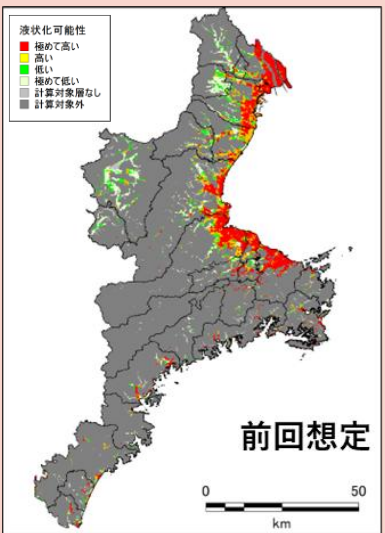 液状化可能性
極めて高い
高い
低い
極めて低い
計算対象層なし
計算対象外
前回想定
0 50
km